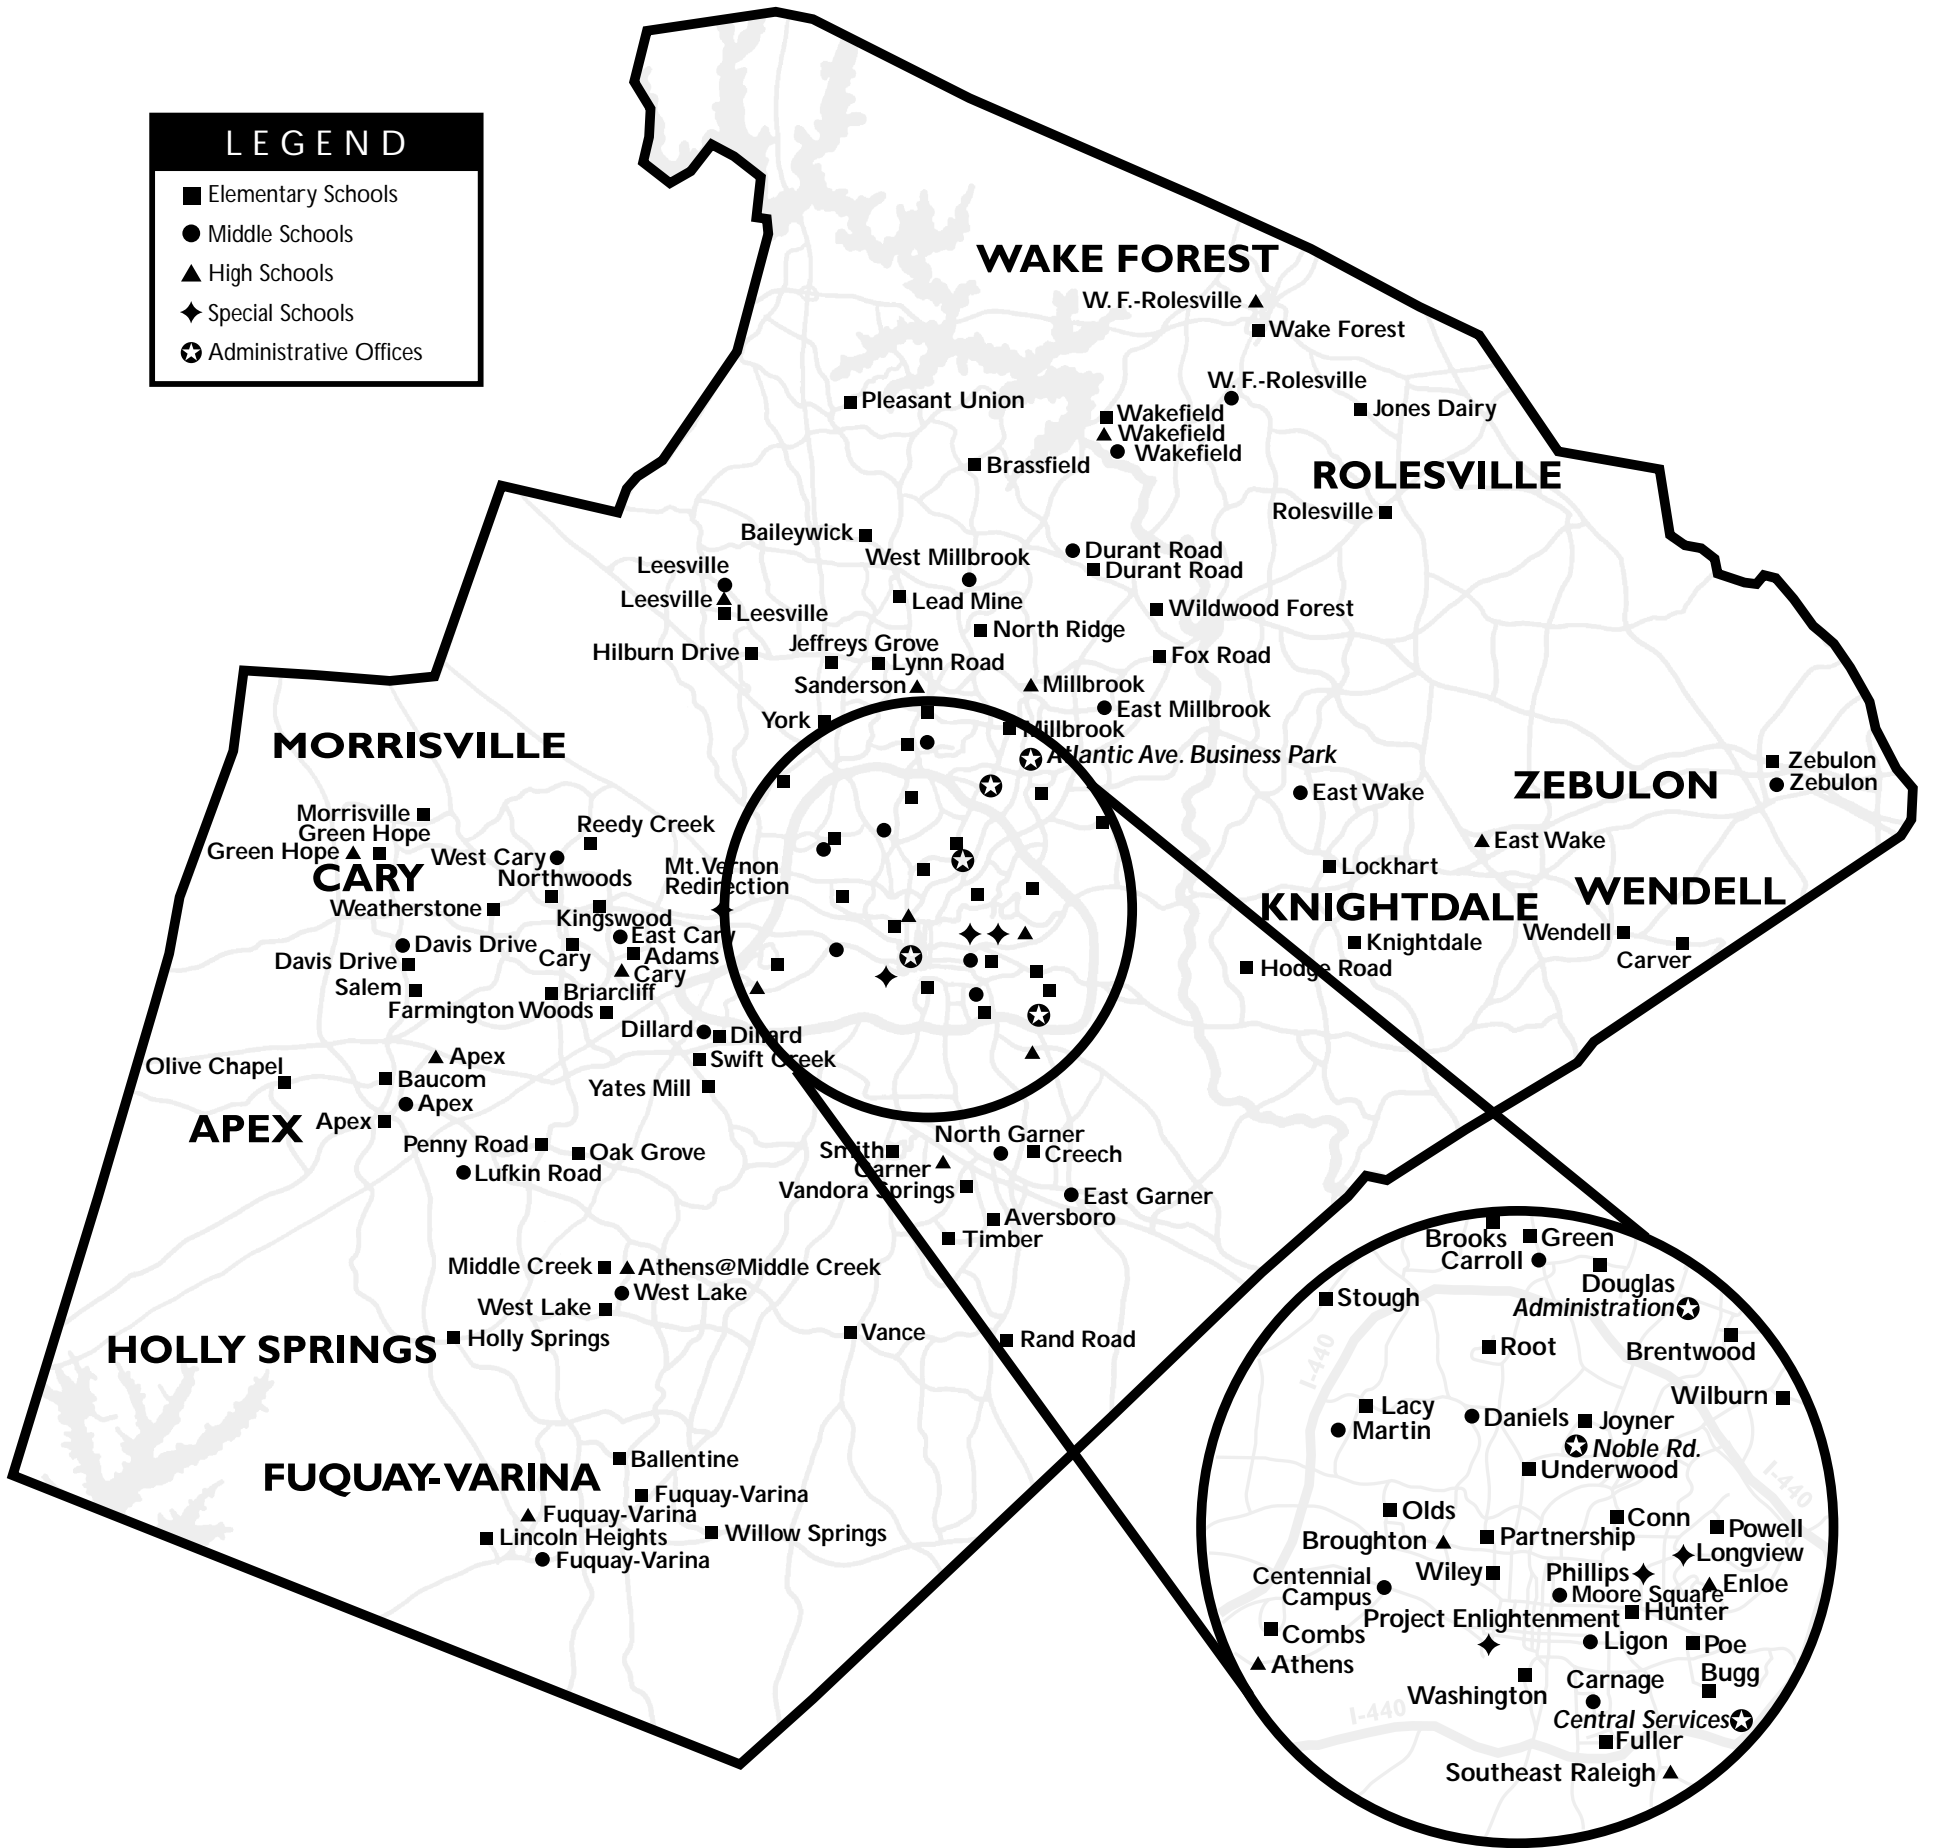 LEGEND
Elementary Schools
Middle Schools
High Schools
Special Schools
Administrative Offices
WAKE FOREST
W. F.-Rolesville
Wake Forest
W. F.-Rolesville
Pleasant Union
Jones Dairy
Wakefield
Wakefield
Wakefield
Brassfield
ROLESVILLE
Rolesville
Baileywick
West Millbrook
Durant Road
Durant Road
Leesville
Leesville
Leesville
Lead Mine
Wildwood Forest
North Ridge
Jeffreys Grove
Hilburn Drive
Lynn Road
Fox Road
Sanderson
Millbrook
East Millbrook
York
Millbrook
Atlantic Ave. Business Park
MORRISVILLE
Zebulon
Zebulon
ZEBULON
East Wake
Morrisville
Green Hope
Green Hope
Reedy Creek
West Cary
East Wake
CARY
Northwoods
Mt. Vernon
Redirection
Lockhart
Weatherstone
Kingswood
KNIGHTDALE
WENDELL
Davis Drive
East Cary
Cary
Adams
Knightdale
Wendell
Davis Drive
Cary
Carver
Hodge Road
Salem
Briarcliff
Farmington Woods
Dillard
Dillard
Apex
Swift Creek
Olive Chapel
Baucom
Yates Mill
Apex
APEX
Apex
Penny Road
Oak Grove
Lufkin Road
Smith
North Garner
Creech
Garner
Vandora Springs
East Garner
Aversboro
Timber
Middle Creek
Athens@Middle Creek
West Lake
West Lake
HOLLY SPRINGS
Holly Springs
Vance
Rand Road
FUQUAY-VARINA
Ballentine
Fuquay-Varina
Fuquay-Varina
Lincoln Heights
Willow Springs
Fuquay-Varina
Brooks
Green
Carroll
Douglas
Stough
Administration
I-440
Root
Brentwood
Wilburn
Lacy
Daniels
Joyner
Martin
Noble Rd.
Underwood
I-440
Olds
Conn
Broughton
Partnership
Powell
Longview
Centennial
Campus
Wiley
Phillips
Enloe
Moore Square
Project Enlightenment
Hunter
Combs
Ligon
Poe
Athens
Bugg
Washington
Carnage
I-440
Central Services
Fuller
Southeast Raleigh